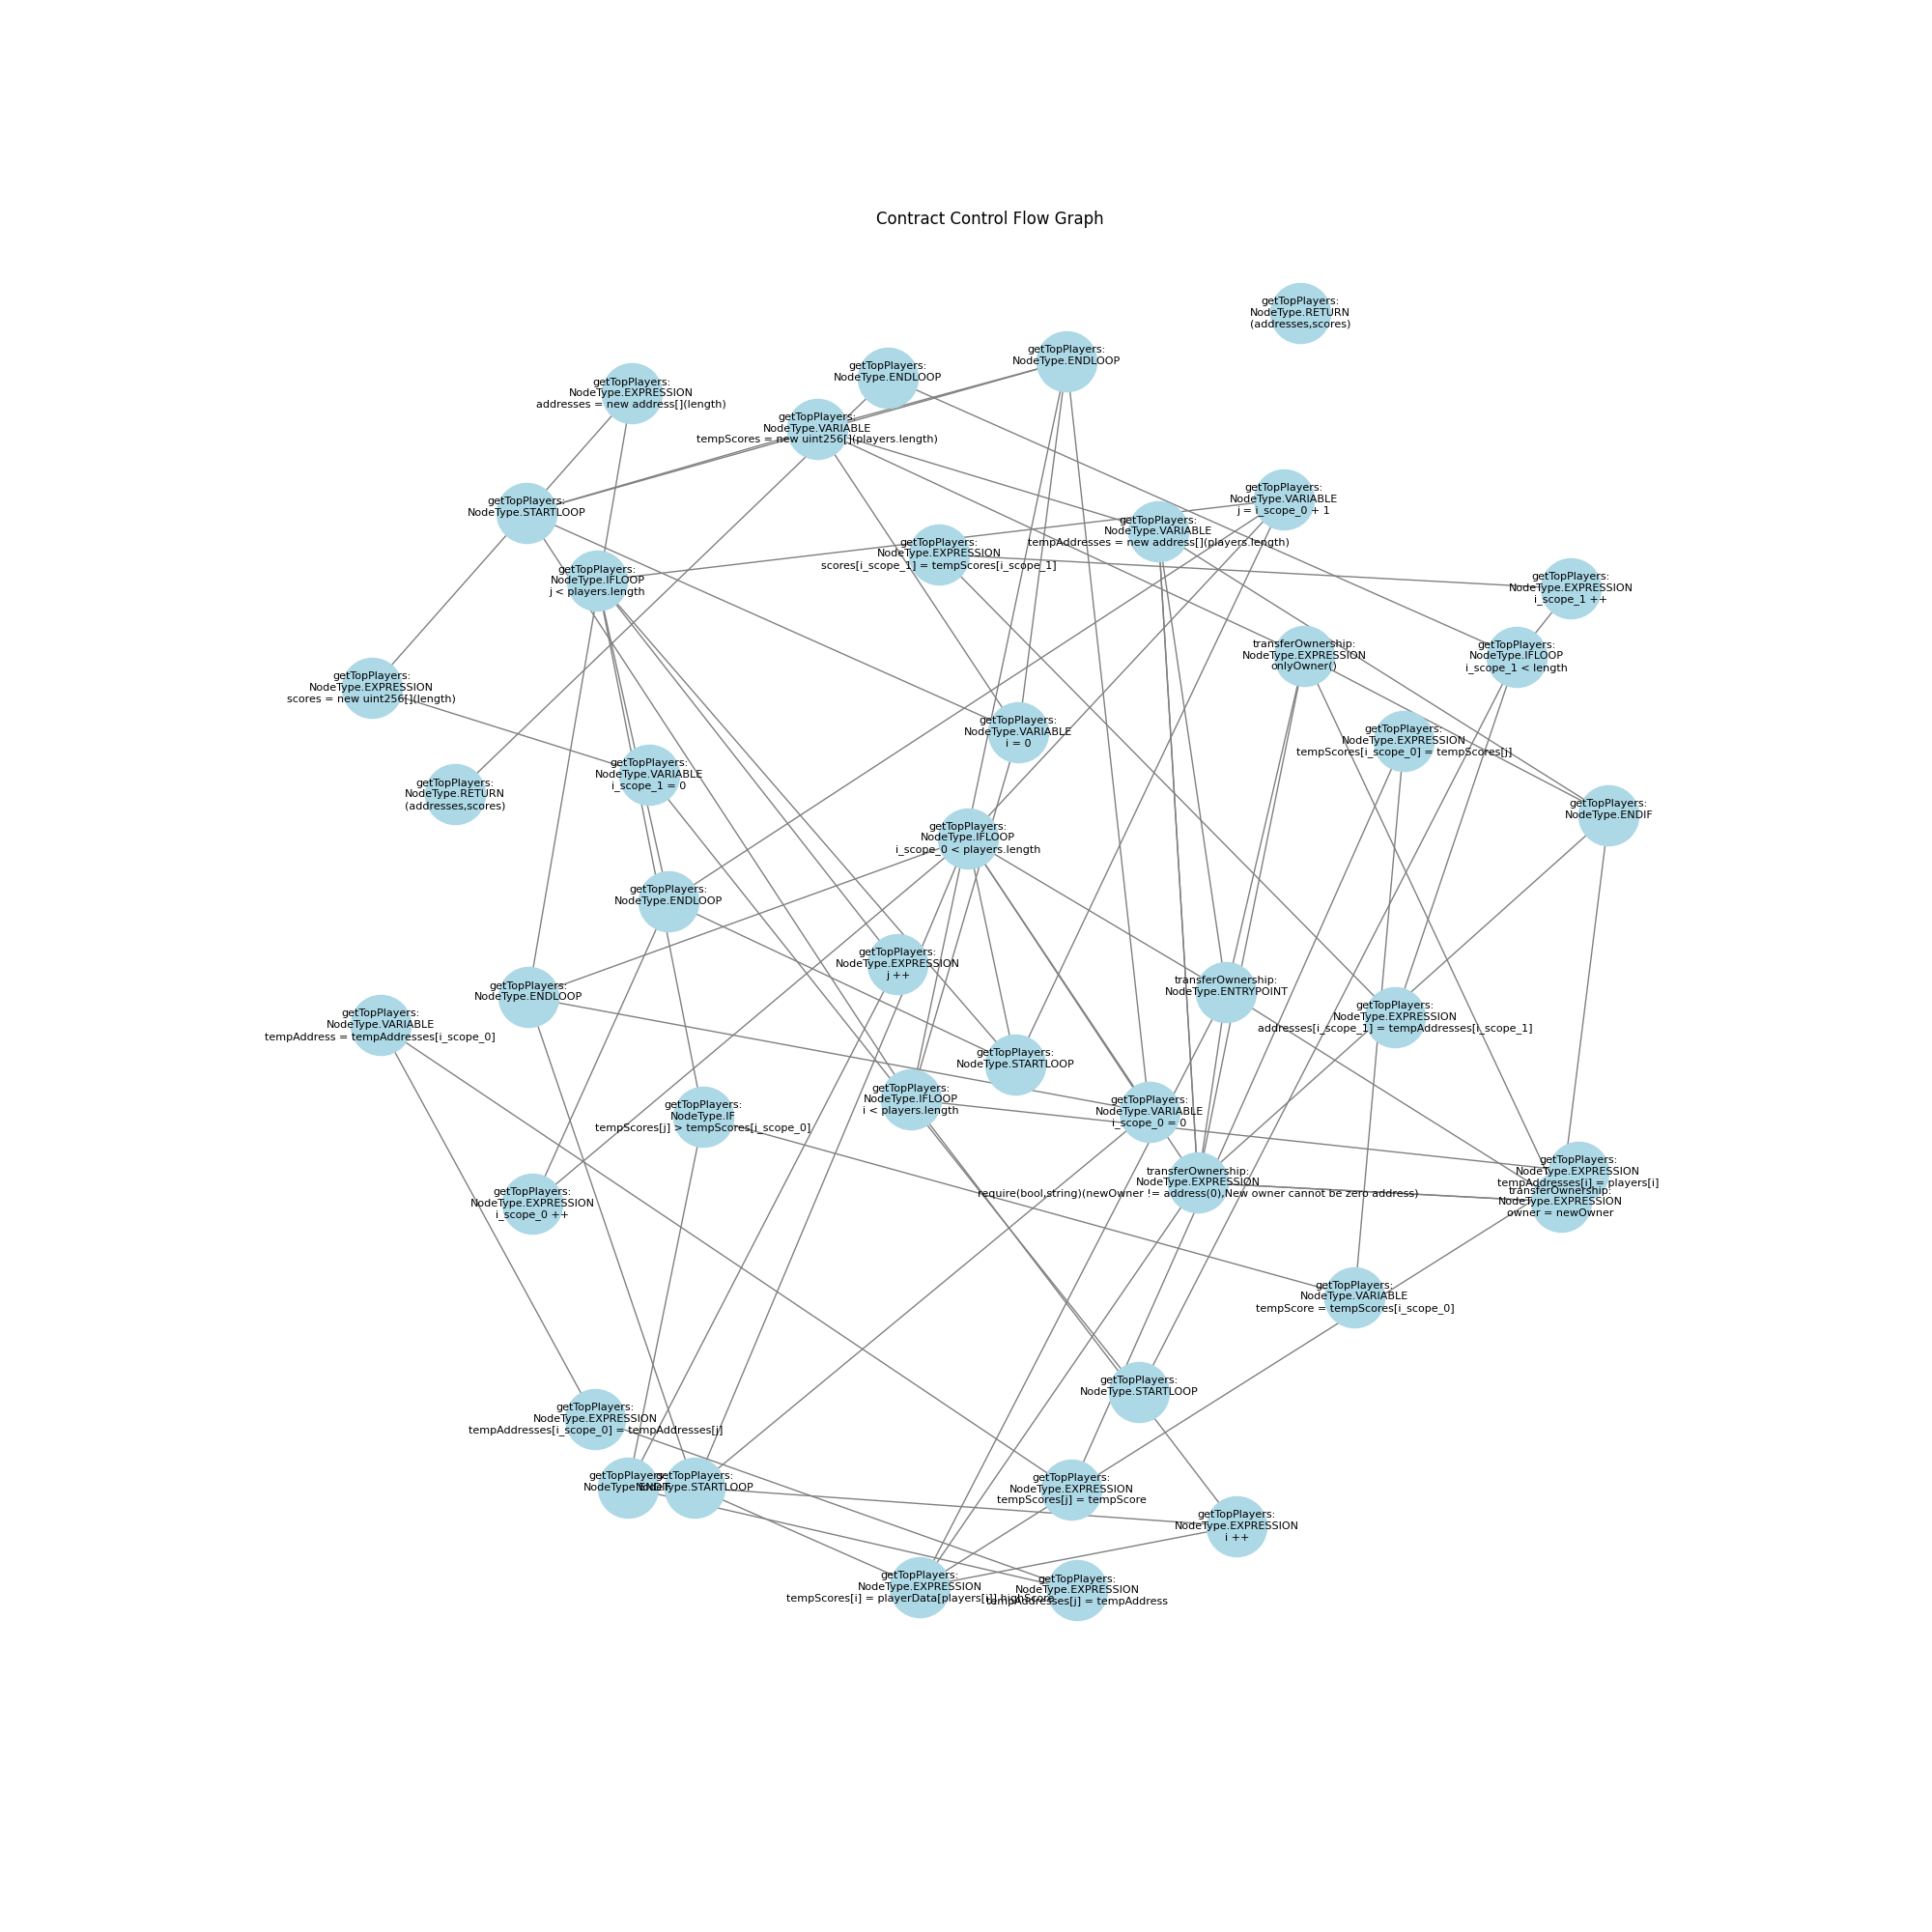 Contract Control Flow Graph
getTopPlayers:
NodeType.RETURN
(addresses,scores)
getTopPlayers:
NodeType.ENDLOOP
getTopPlayers:
NodeType.ENDLOOP
getTopPlayers:
NodeType.EXPRESSION
addresses = new address[](length)
getTopPlayers:
NodeType.VARIABLE
tempScores = new uint256[](players.length)
getTopPlayers:
NodeType.VARIABLE
j = i_scope_0 + 1
getTopPlayers:
NodeType.STARTLOOP
getTopPlayers:
NodeType.VARIABLE
tempAddresses = new address[](players.length)
getTopPlayers:
NodeType.EXPRESSION
scores[i_scope_1] = tempScores[i_scope_1]
getTopPlayers:
NodeType.IFLOOP
j < players.length
getTopPlayers:
NodeType.EXPRESSION
i_scope_1 ++
transferOwnership:
NodeType.EXPRESSION
onlyOwner()
getTopPlayers:
NodeType.IFLOOP
i_scope_1 < length
getTopPlayers:
NodeType.EXPRESSION
scores = new uint256[](length)
getTopPlayers:
NodeType.VARIABLE
i = 0
getTopPlayers:
NodeType.EXPRESSION
tempScores[i_scope_0] = tempScores[j]
getTopPlayers:
NodeType.VARIABLE
i_scope_1 = 0
getTopPlayers:
NodeType.RETURN
(addresses,scores)
getTopPlayers:
NodeType.ENDIF
getTopPlayers:
NodeType.IFLOOP
i_scope_0 < players.length
getTopPlayers:
NodeType.ENDLOOP
getTopPlayers:
NodeType.EXPRESSION
j ++
getTopPlayers:
NodeType.ENDLOOP
transferOwnership:
NodeType.ENTRYPOINT
getTopPlayers:
NodeType.VARIABLE
tempAddress = tempAddresses[i_scope_0]
getTopPlayers:
NodeType.EXPRESSION
addresses[i_scope_1] = tempAddresses[i_scope_1]
getTopPlayers:
NodeType.STARTLOOP
getTopPlayers:
NodeType.IFLOOP
i < players.length
getTopPlayers:
NodeType.VARIABLE
i_scope_0 = 0
getTopPlayers:
NodeType.IF
tempScores[j] > tempScores[i_scope_0]
getTopPlayers:
NodeType.EXPRESSION
tempAddresses[i] = players[i]
transferOwnership:
NodeType.EXPRESSION
require(bool,string)(newOwner != address(0),New owner cannot be zero address)
transferOwnership:
NodeType.EXPRESSION
owner = newOwner
getTopPlayers:
NodeType.EXPRESSION
i_scope_0 ++
getTopPlayers:
NodeType.VARIABLE
tempScore = tempScores[i_scope_0]
getTopPlayers:
NodeType.STARTLOOP
getTopPlayers:
NodeType.EXPRESSION
tempAddresses[i_scope_0] = tempAddresses[j]
getTopPlayers:
NodeType.ENDIF
getTopPlayers:
NodeType.STARTLOOP
getTopPlayers:
NodeType.EXPRESSION
tempScores[j] = tempScore
getTopPlayers:
NodeType.EXPRESSION
i ++
getTopPlayers:
NodeType.EXPRESSION
tempScores[i] = playerData[players[i]].highScore
getTopPlayers:
NodeType.EXPRESSION
tempAddresses[j] = tempAddress